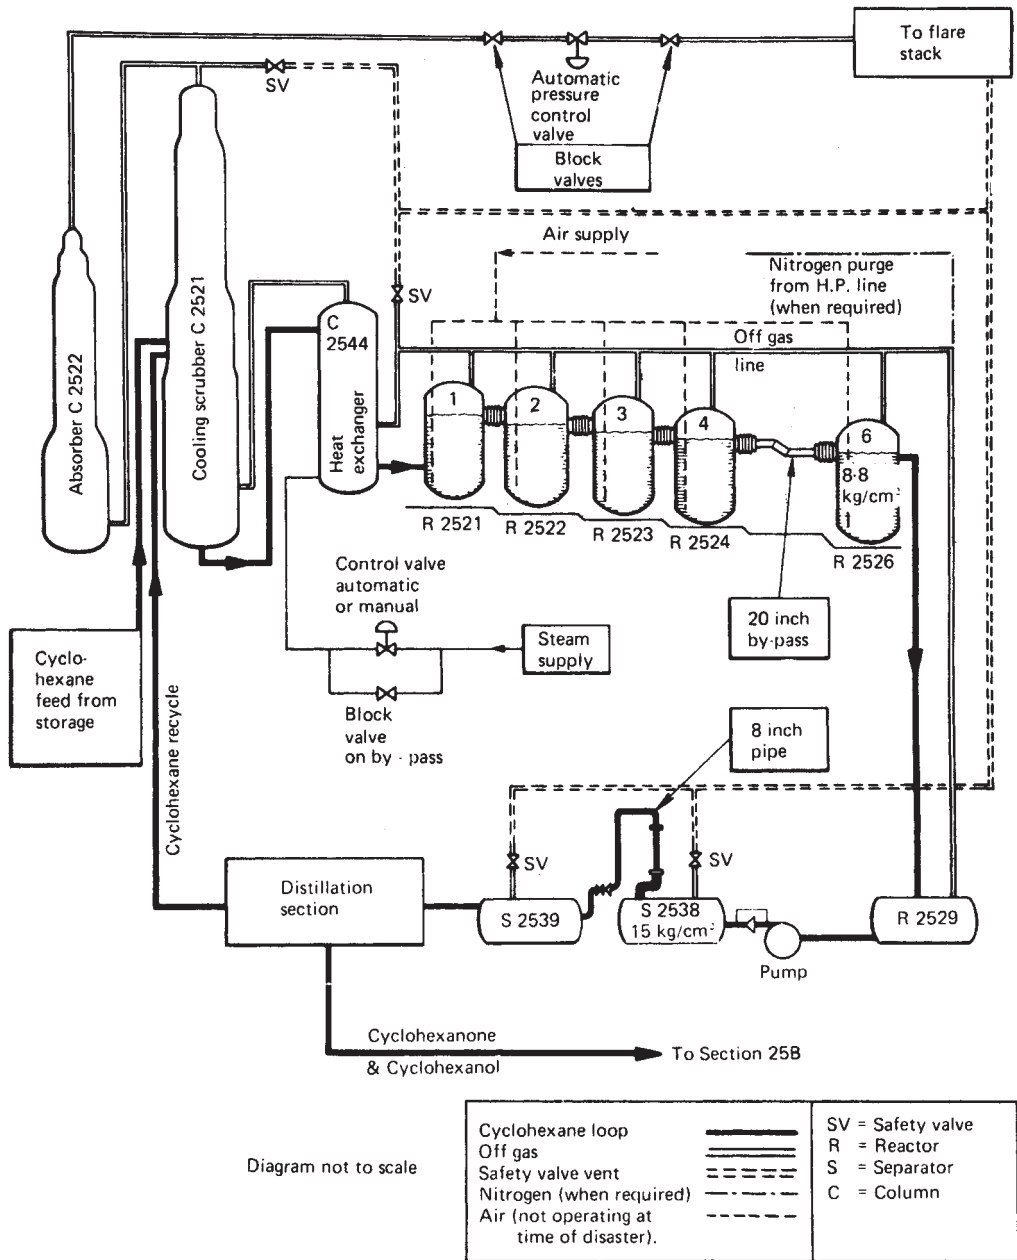 To flare
stack
SV
Automatic
pressure
control
valve
Block
valves
Air supply
Nitrogen purge
from H.P. line
(when required)
SV
Off gas
line
Absorber C 2522
Cooling scrubber C 2521
C
2544
Heat
exchanger
1
2
3
4
6
8·8
kg/cm²
R 2521
R 2522
R 2523
R 2524
R 2526
Control valve
automatic
or manual
20 inch
by-pass
Steam
supply
Cyclo-
hexane
feed from
storage
Cyclohexane recycle
Block
valve
on by - pass
8 inch
pipe
SV
SV
Distillation
section
S 2539
S 2538
15 kg/cm²
R 2529
Pump
Cyclohexanone
& Cyclohexanol
To Section 25B
Diagram not to scale
Cyclohexane loop
Off gas
Safety valve vent
Nitrogen (when required)
Air (not operating at
time of disaster).
SV = Safety valve
R = Reactor
S = Separator
C = Column